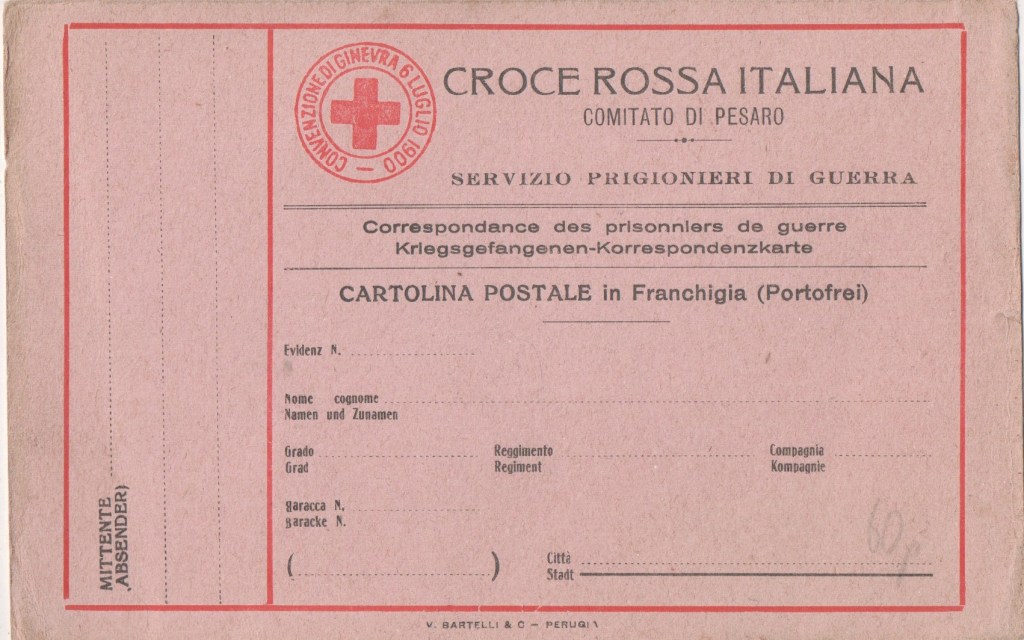 CONVENZIONE DI GINEVRA 6 LUGLIO 1900 —
CROCE ROSSA ITALIANA
COMITATO DI PESARO
SERVIZIO PRIGIONIERI DI GUERRA
Correspondance des prisonniers de guerre
Kriegsgefangenen-Korrespondenzkarte
CARTOLINA POSTALE in Franchigia (Portofrei)
Evidenz N.
Nome cognome
Namen und Zunamen
Grado Reggimento Compagnia
Grad Regiment Kompagnie
Baracca N.
Baracke N.
( ) Città
Stadt
MITTENTE
(ABSENDER)
60
V. BARTELLI & C — PERUGIA